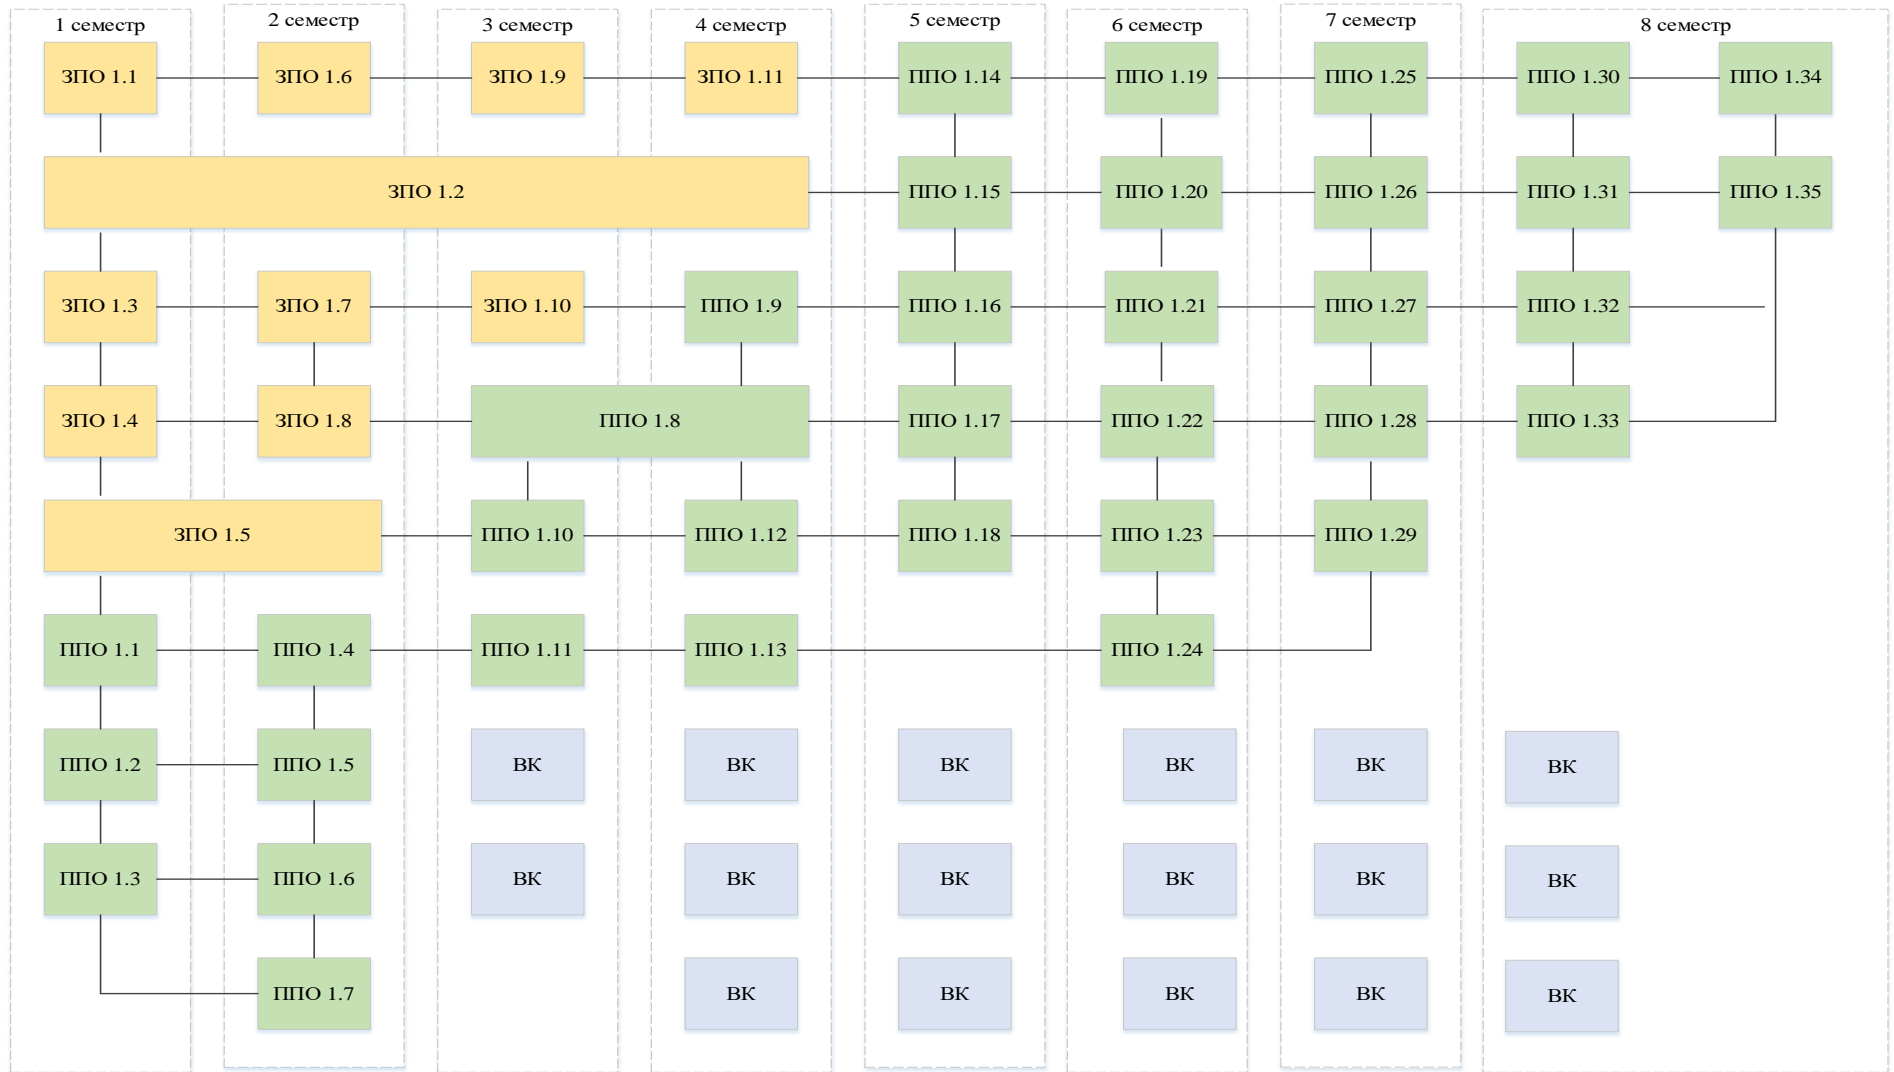 1 семестр
2 семестр
3 семестр
4 семестр
5 семестр
6 семестр
7 семестр
8 семестр
ЗПО 1.1
ЗПО 1.6
ЗПО 1.9
ЗПО 1.11
ППО 1.14
ППО 1.19
ППО 1.25
ППО 1.30
ППО 1.34
ЗПО 1.2
ППО 1.15
ППО 1.20
ППО 1.26
ППО 1.31
ППО 1.35
ЗПО 1.3
ЗПО 1.7
ЗПО 1.10
ППО 1.9
ППО 1.16
ППО 1.21
ППО 1.27
ППО 1.32
ЗПО 1.4
ЗПО 1.8
ППО 1.8
ППО 1.17
ППО 1.22
ППО 1.28
ППО 1.33
ЗПО 1.5
ППО 1.10
ППО 1.12
ППО 1.18
ППО 1.23
ППО 1.29
ППО 1.1
ППО 1.4
ППО 1.11
ППО 1.13
ППО 1.24
ППО 1.2
ППО 1.5
ВК
ВК
ВК
ВК
ВК
ВК
ППО 1.3
ППО 1.6
ВК
ВК
ВК
ВК
ВК
ВК
ППО 1.7
ВК
ВК
ВК
ВК
ВК